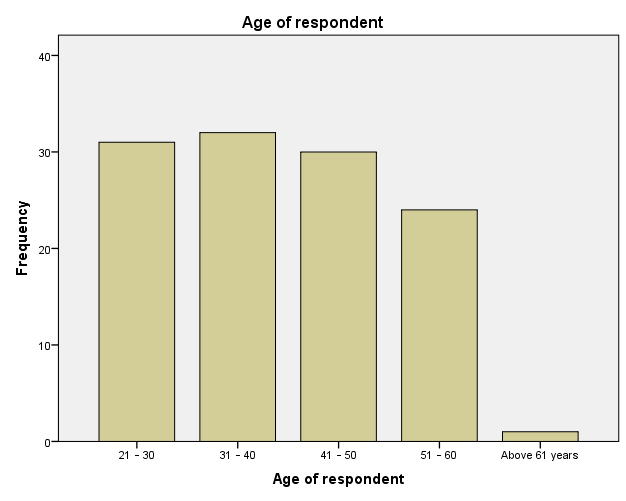 Age of respondent
Frequency
40
30
20
10
0
21 - 30
31 - 40
41 - 50
51 - 60
Above 61 years
Age of respondent